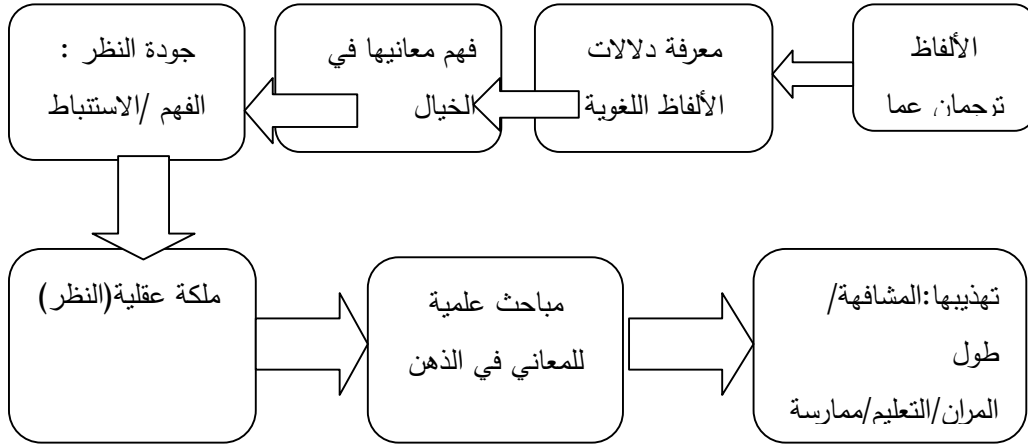 الألفاظ
ترجمان عما
معرفة دلالات
الألفاظ اللغوية
فهم معانيها في
الخيال
جودة النظر :
الفهم /الاستنباط
ملكة عقلية(النظر)
مباحث علمية
للمعاني في الذهن
تهذيبها:المشافهة/
طول
المران/التعليم/ممارسة